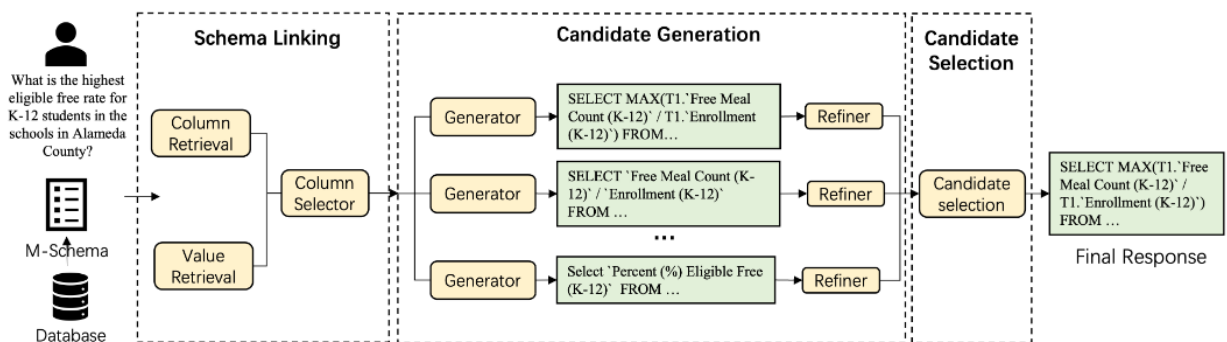 Schema Linking
Candidate Generation
Candidate
Selection
What is the highest
eligible free rate for
K-12 students in the
schools in Alameda
County?
M-Schema
Database
Column
Retrieval
Value
Retrieval
Column
Selector
Generator
SELECT MAX(T1.`Free Meal
Count (K-12)` / T1.`Enrollment
(K-12)`) FROM…
Refiner
Generator
SELECT `Free Meal Count (K-
12)` / `Enrollment (K-12)`
FROM …
Refiner
...
Generator
Select `Percent (%) Eligible Free
(K-12)` FROM …
Refiner
Candidate
selection
SELECT MAX(T1.`Free
Meal Count (K-12)` /
T1.`Enrollment (K-12)`)
FROM …
Final Response